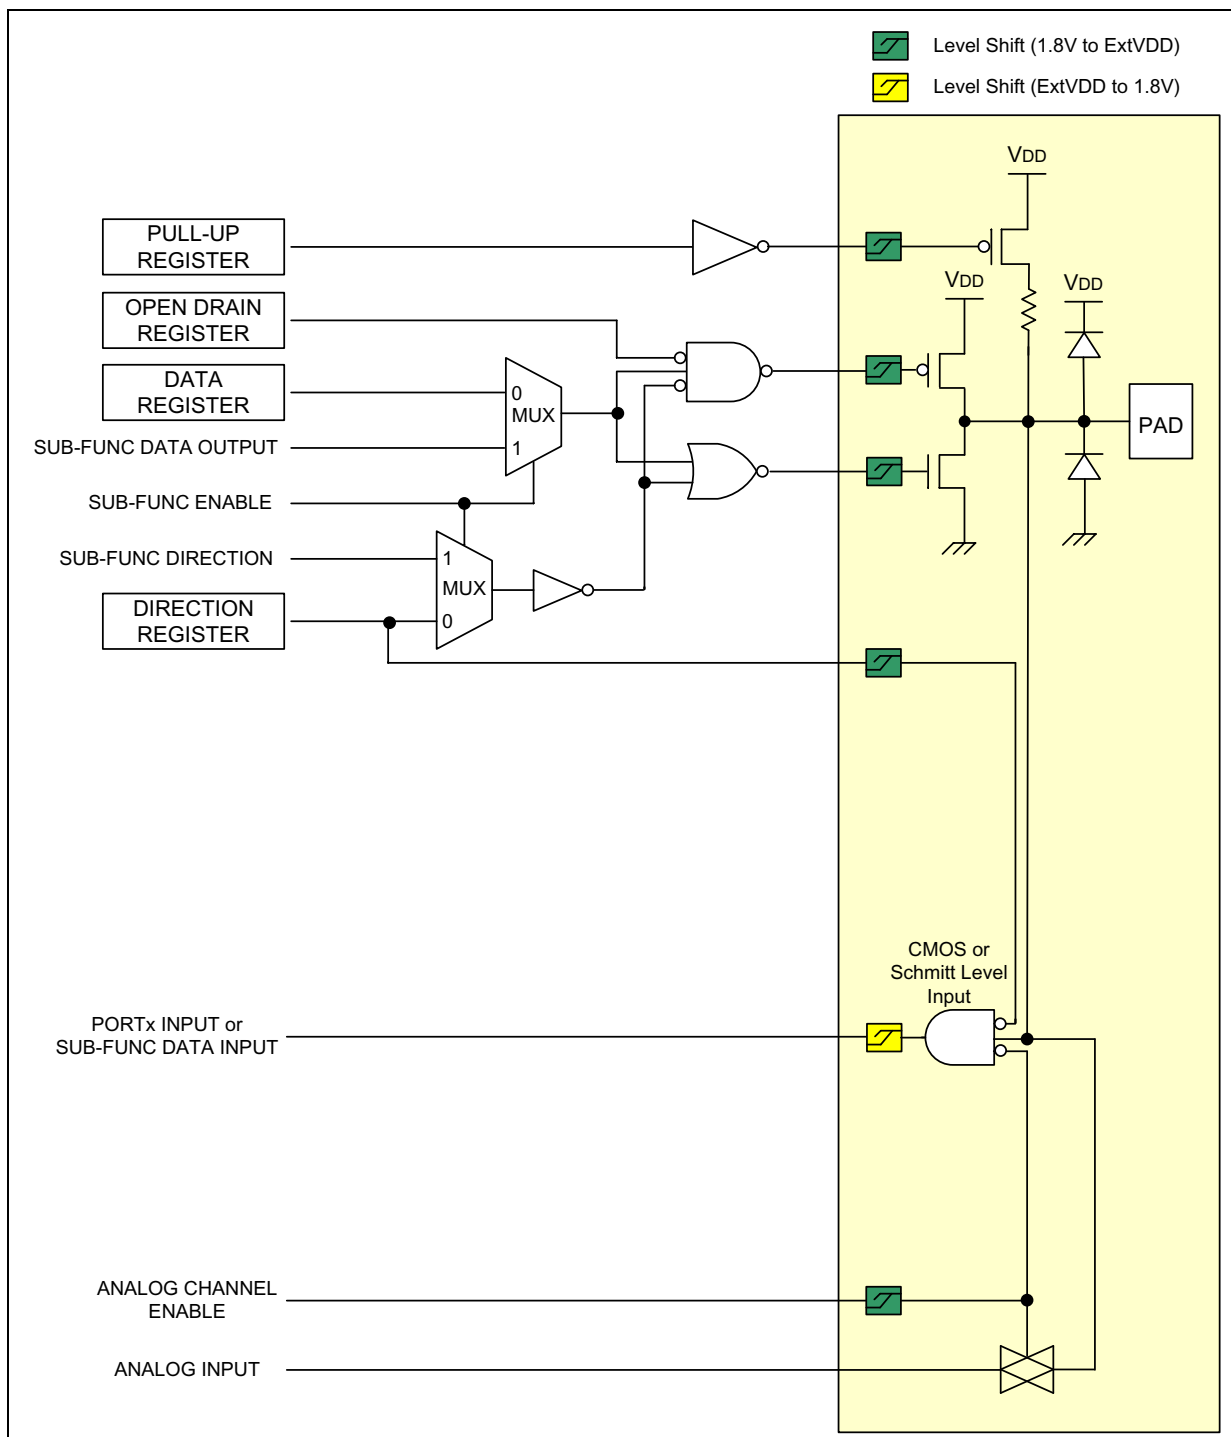 Level Shift (1.8V to ExtVDD)
Level Shift (ExtVDD to 1.8V)
VDD
PULL-UP
REGISTER
VDD
VDD
OPEN DRAIN
REGISTER
DATA
REGISTER
0
MUX
1
PAD
SUB-FUNC DATA OUTPUT
SUB-FUNC ENABLE
SUB-FUNC DIRECTION
1
MUX
0
DIRECTION
REGISTER
CMOS or
Schmitt Level
Input
PORTx INPUT or
SUB-FUNC DATA INPUT
ANALOG CHANNEL
ENABLE
ANALOG INPUT